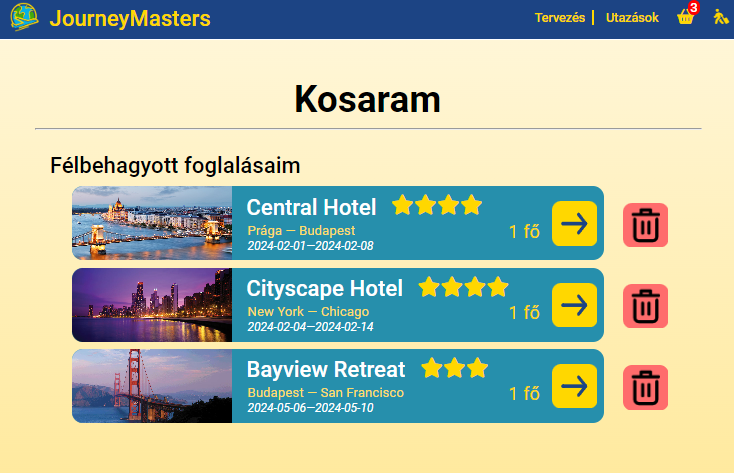 JourneyMasters
Tervezés
Utazások
3
Kosaram
Félbehagyott foglalásaim
Central Hotel
Prága — Budapest
1 fő
2024-02-01—2024-02-08
Cityscape Hotel
New York — Chicago
1 fő
2024-02-04—2024-02-14
Bayview Retreat
Budapest — San Francisco
1 fő
2024-05-06—2024-05-10